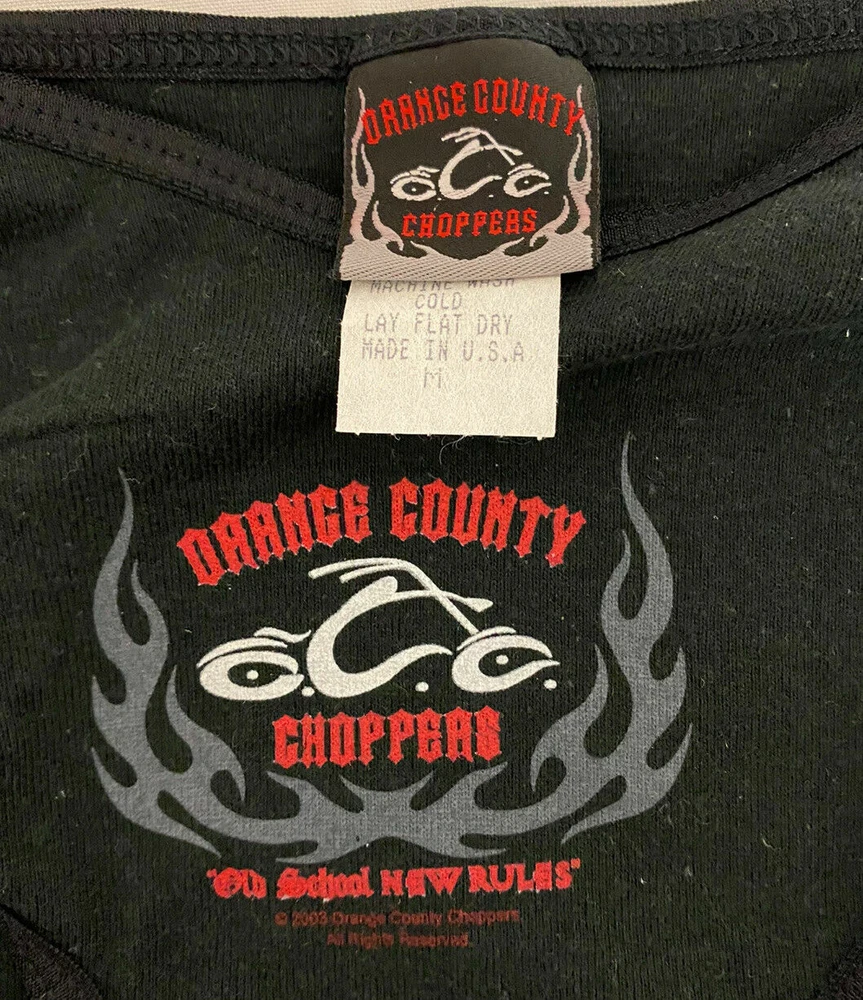 ORANGE COUNTY
O.C.C.
CHOPPERS
MACHINE WASH
COLD
LAY FLAT DRY
MADE IN U.S.A
M
ORANGE COUNTY
O.C.C.
CHOPPERS
"Old School NEW RULES"
© 2003 Orange County Choppers
All Rights Reserved.